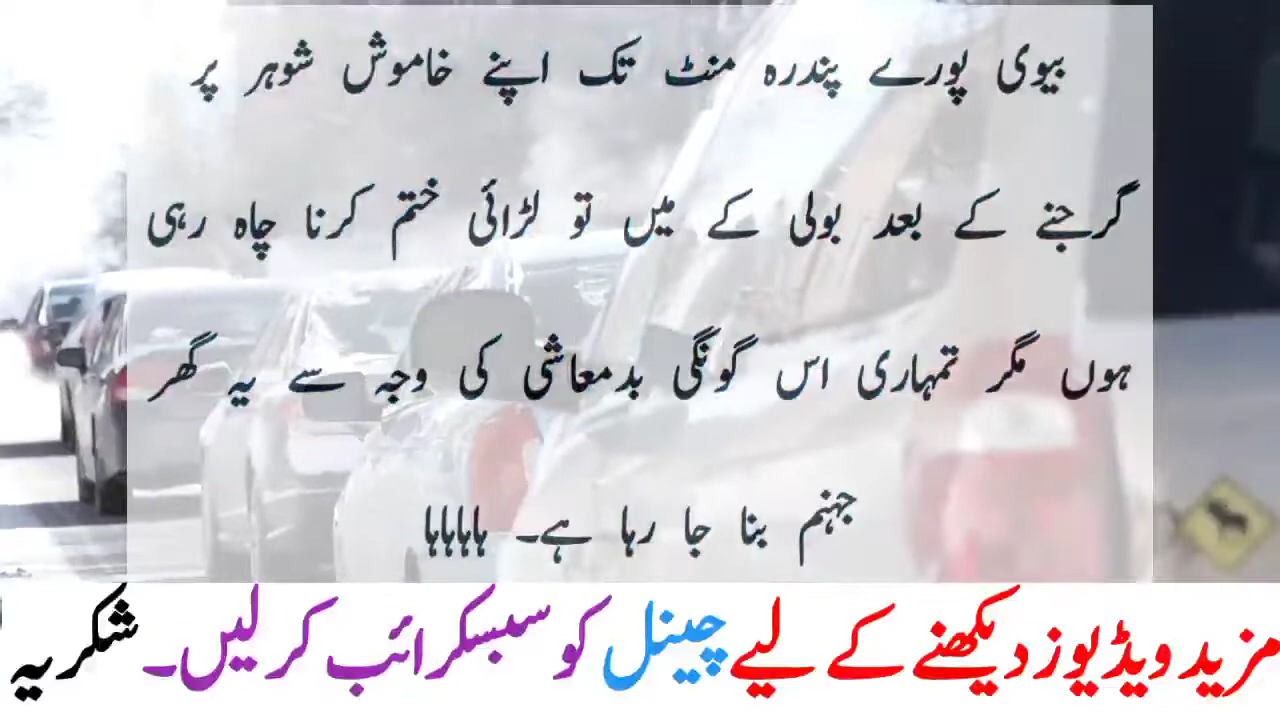 بیوی پورے پندرہ منٹ تک اپنے خاموش شوہر پر
گرجنے کے بعد بولی کے میں تو لڑائی ختم کرنا چاہ رہی
ہوں مگر تمہاری اس گونگی بدمعاشی کی وجہ سے یہ گھر
جہنم بنا جا رہا ہے۔ ہاہاہاہا
مزید ویڈیوز دیکھنے کے لیے چینل کو سبسکرائب کر لیں۔ شکریہ